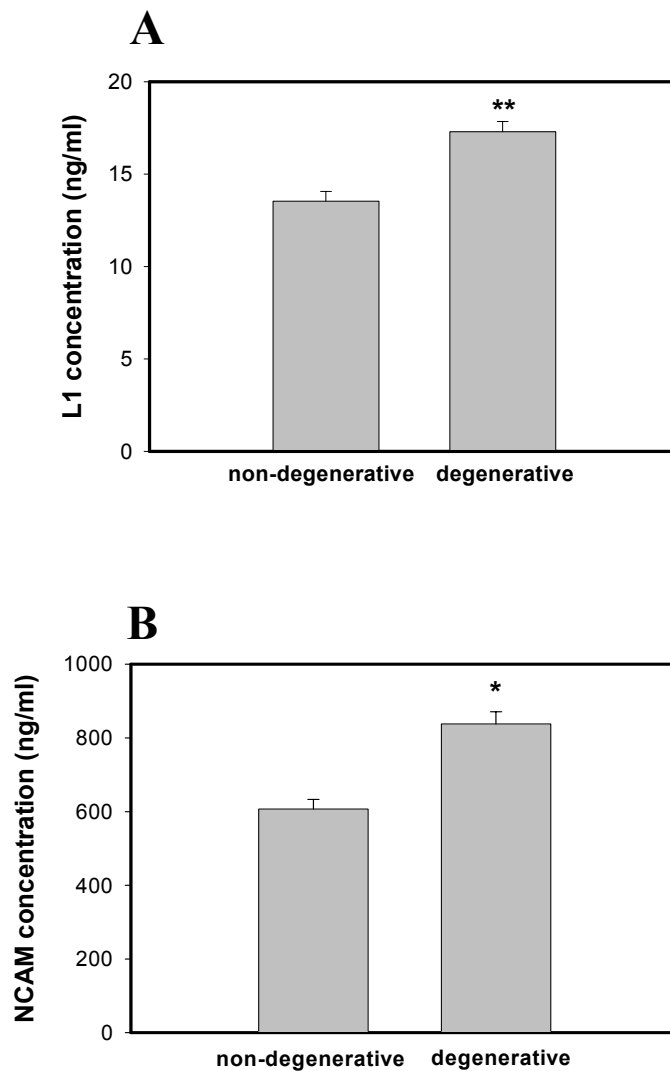 A
L1 concentration (ng/ml)
20
15
10
5
0
**
non-degenerative degenerative
B
NCAM concentration (ng/ml)
1000
800
600
400
200
0
*
non-degenerative degenerative